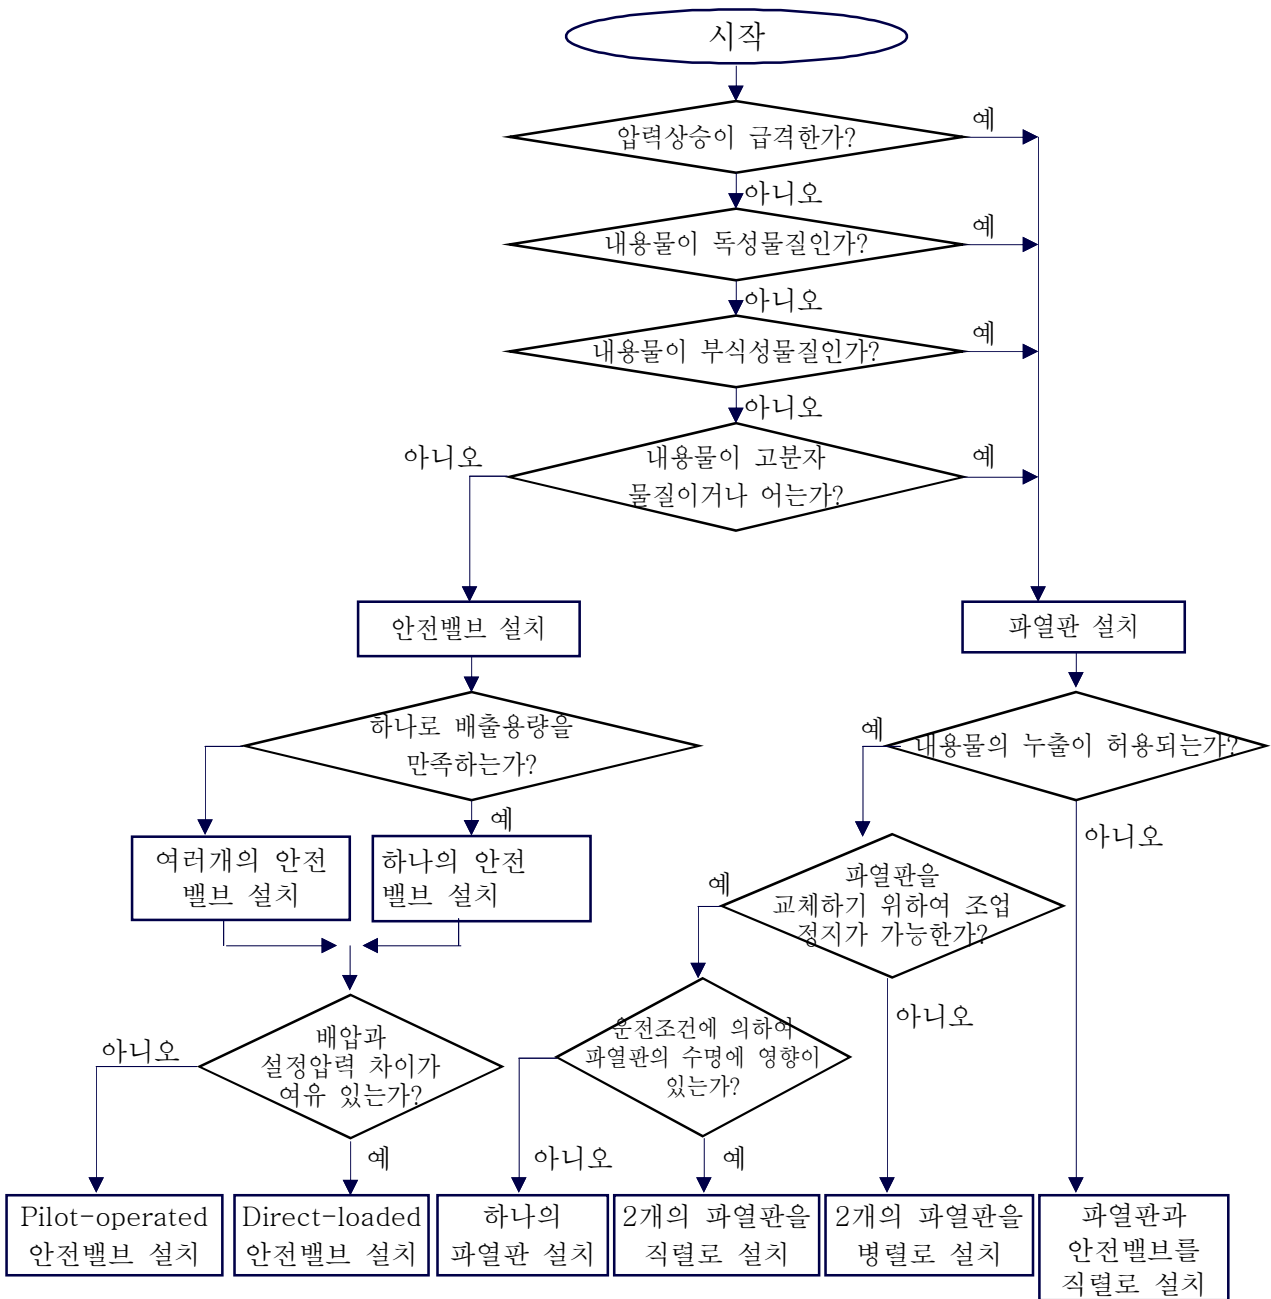 시작
압력상승이 급격한가?
예
아니오
내용물이 독성물질인가?
예
아니오
내용물이 부식성물질인가?
예
아니오
내용물이 고분자
물질이거나 어는가?
아니오
예
안전밸브 설치
파열판 설치
하나로 배출용량을
만족하는가?
예
내용물의 누출이 허용되는가?
예
아니오
여러개의 안전
밸브 설치
하나의 안전
밸브 설치
파열판을
교체하기 위하여 조업
정지가 가능한가?
예
아니오
배압과
설정압력 차이가
여유 있는가?
아니오
예
운전조건에 의하여
파열판의 수명에 영향이
있는가?
아니오
예
Pilot-operated
안전밸브 설치
Direct-loaded
안전밸브 설치
하나의
파열판 설치
2개의 파열판을
직렬로 설치
2개의 파열판을
병렬로 설치
파열판과
안전밸브를
직렬로 설치